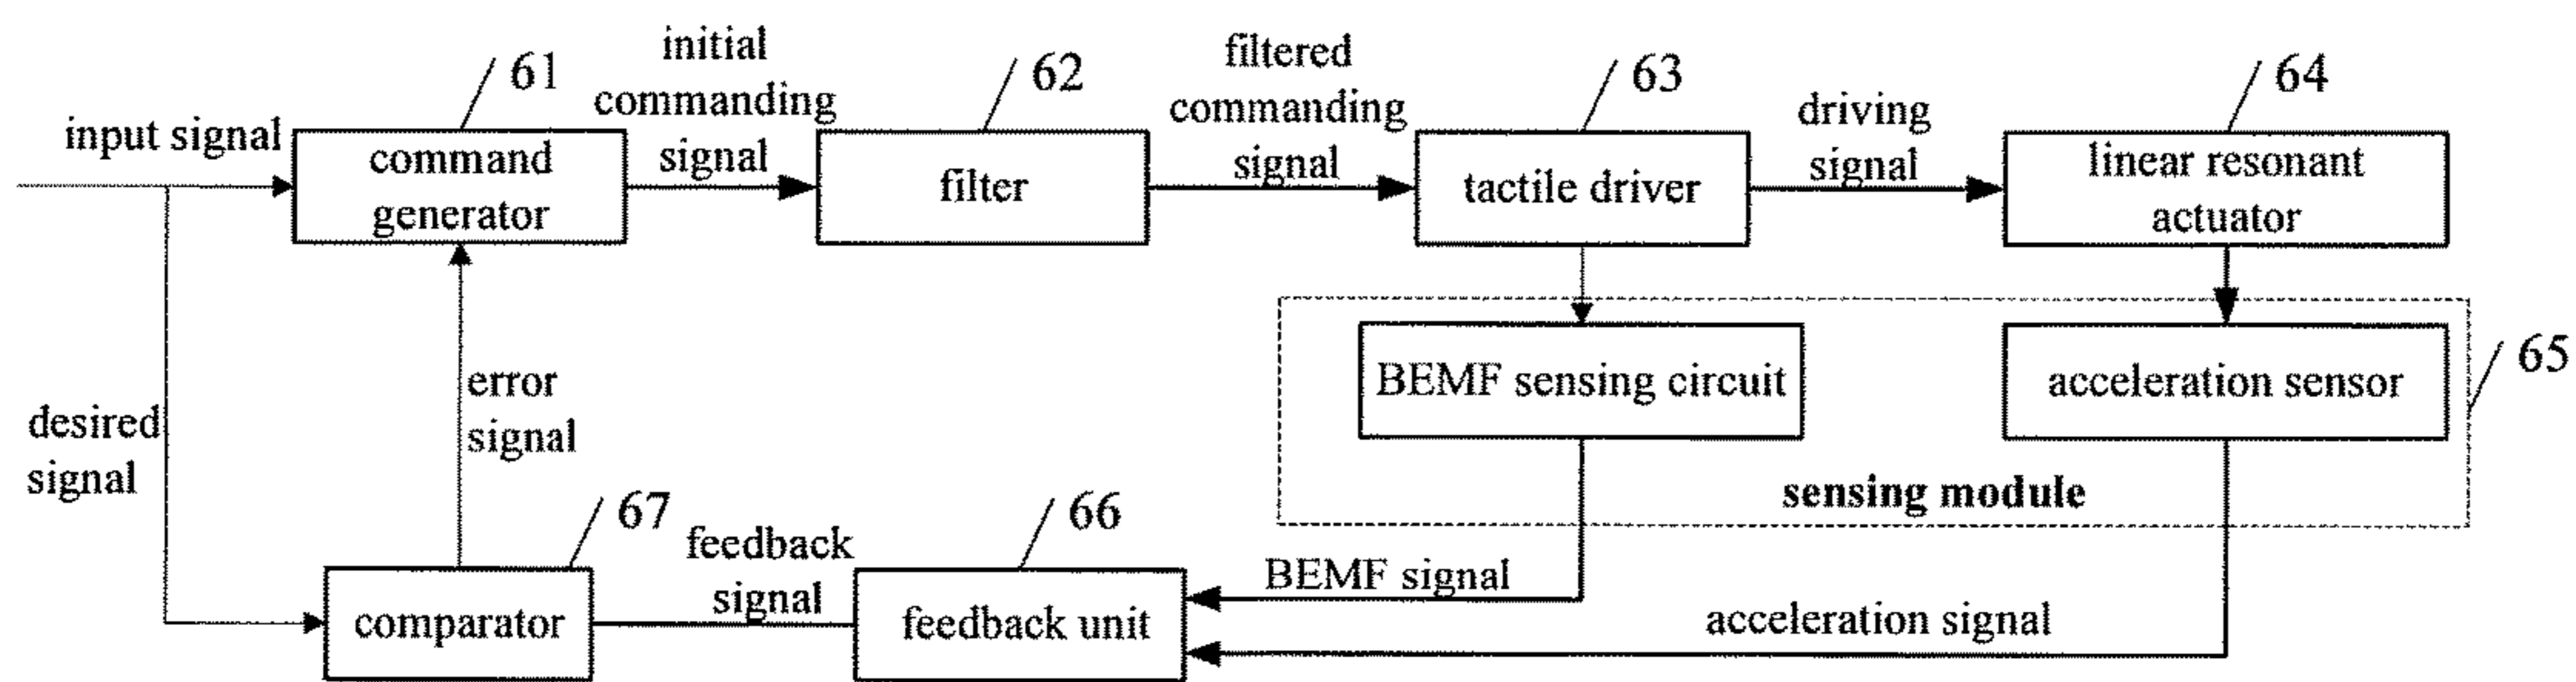 input signal
61
command
generator
initial
commanding
signal
62
filter
filtered
commanding
signal
63
tactile driver
driving
signal
64
linear resonant
actuator
BEMF sensing circuit
acceleration sensor
65
sensing module
desired
signal
error
signal
67
comparator
feedback
signal
66
feedback unit
BEMF signal
acceleration signal